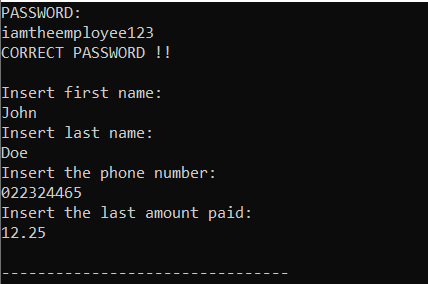 PASSWORD:
iamtheemployee123
CORRECT PASSWORD !!
Insert first name:
John
Insert last name:
Doe
Insert the phone number:
022324465
Insert the last amount paid:
12.25
--------------------------------